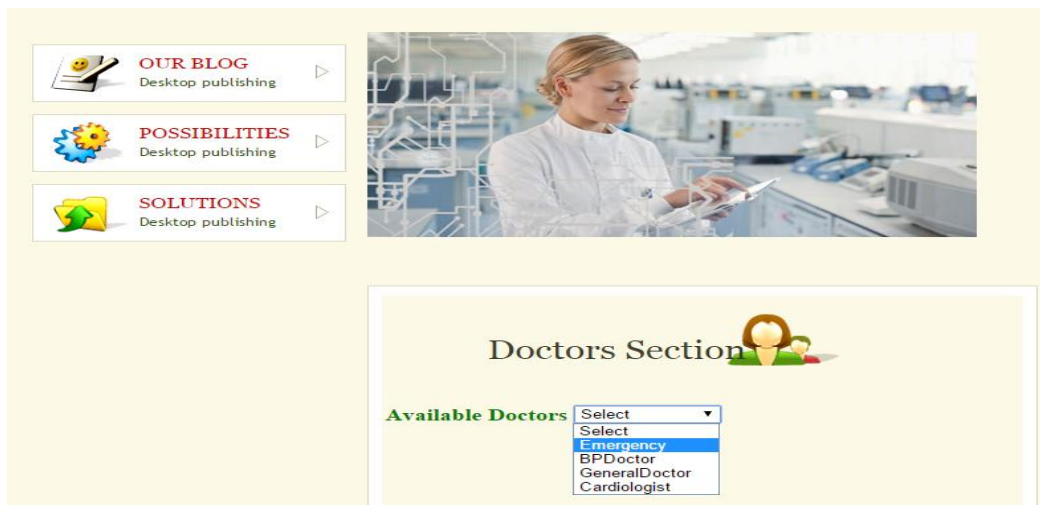 OUR BLOG
Desktop publishing
POSSIBILITIES
Desktop publishing
SOLUTIONS
Desktop publishing
Doctors Section
Available Doctors Select
Select
Emergency
BPDoctor
GeneralDoctor
Cardiologist